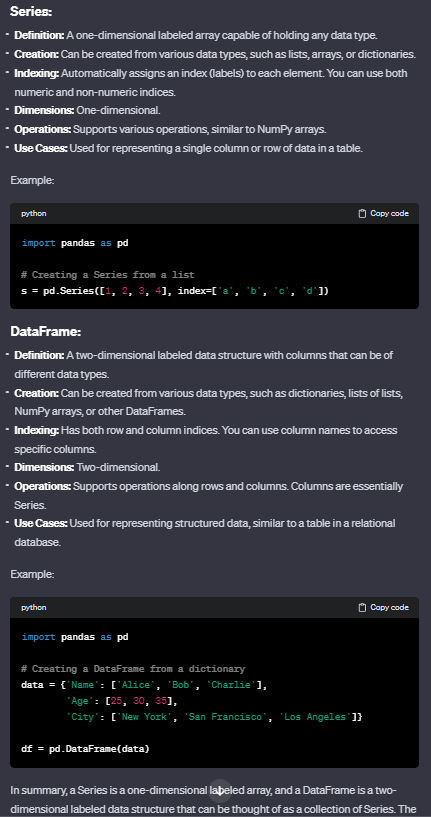 Series:
- Definition: A one-dimensional labeled array capable of holding any data type.
- Creation: Can be created from various data types, such as lists, arrays, or dictionaries.
- Indexing: Automatically assigns an index (labels) to each element. You can use both
numeric and non-numeric indices.
- Dimensions: One-dimensional.
- Operations: Supports various operations, similar to NumPy arrays.
- Use Cases: Used for representing a single column or row of data in a table.
Example:
python Copy code
import pandas as pd
# Creating a Series from a list
s = pd.Series([1, 2, 3, 4], index=['a', 'b', 'c', 'd'])
DataFrame:
- Definition: A two-dimensional labeled data structure with columns that can be of
different data types.
- Creation: Can be created from various data types, such as dictionaries, lists of lists,
NumPy arrays, or other DataFrames.
- Indexing: Has both row and column indices. You can use column names to access
specific columns.
- Dimensions: Two-dimensional.
- Operations: Supports operations along rows and columns. Columns are essentially
Series.
- Use Cases: Used for representing structured data, similar to a table in a relational
database.
Example:
python Copy code
import pandas as pd
# Creating a DataFrame from a dictionary
data = {'Name': ['Alice', 'Bob', 'Charlie'],
'Age': [25, 30, 35],
'City': ['New York', 'San Francisco', 'Los Angeles']}
df = pd.DataFrame(data)
In summary, a Series is a one-dimensional labeled array, and a DataFrame is a two-
dimensional labeled data structure that can be thought of as a collection of Series. The